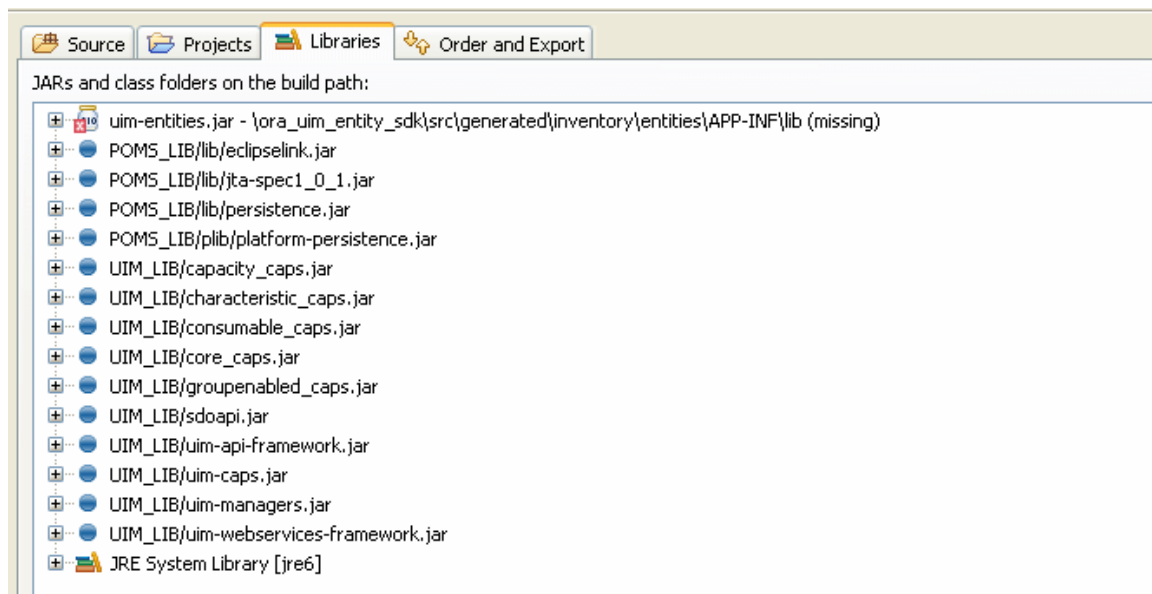 Source Projects Libraries Order and Export
JARs and class folders on the build path:
uim-entities.jar - \ora_uim_entity_sdk\src\generated\inventory\entities\APP-INF\lib (missing)
POMS_LIB/lib/eclipselink.jar
POMS_LIB/lib/jta-spec1_0_1.jar
POMS_LIB/lib/persistence.jar
POMS_LIB/plib/platform-persistence.jar
UIM_LIB/capacity_caps.jar
UIM_LIB/characteristic_caps.jar
UIM_LIB/consumable_caps.jar
UIM_LIB/core_caps.jar
UIM_LIB/groupenabled_caps.jar
UIM_LIB/sdoapi.jar
UIM_LIB/uim-api-framework.jar
UIM_LIB/uim-caps.jar
UIM_LIB/uim-managers.jar
UIM_LIB/uim-webservices-framework.jar
JRE System Library [jre6]